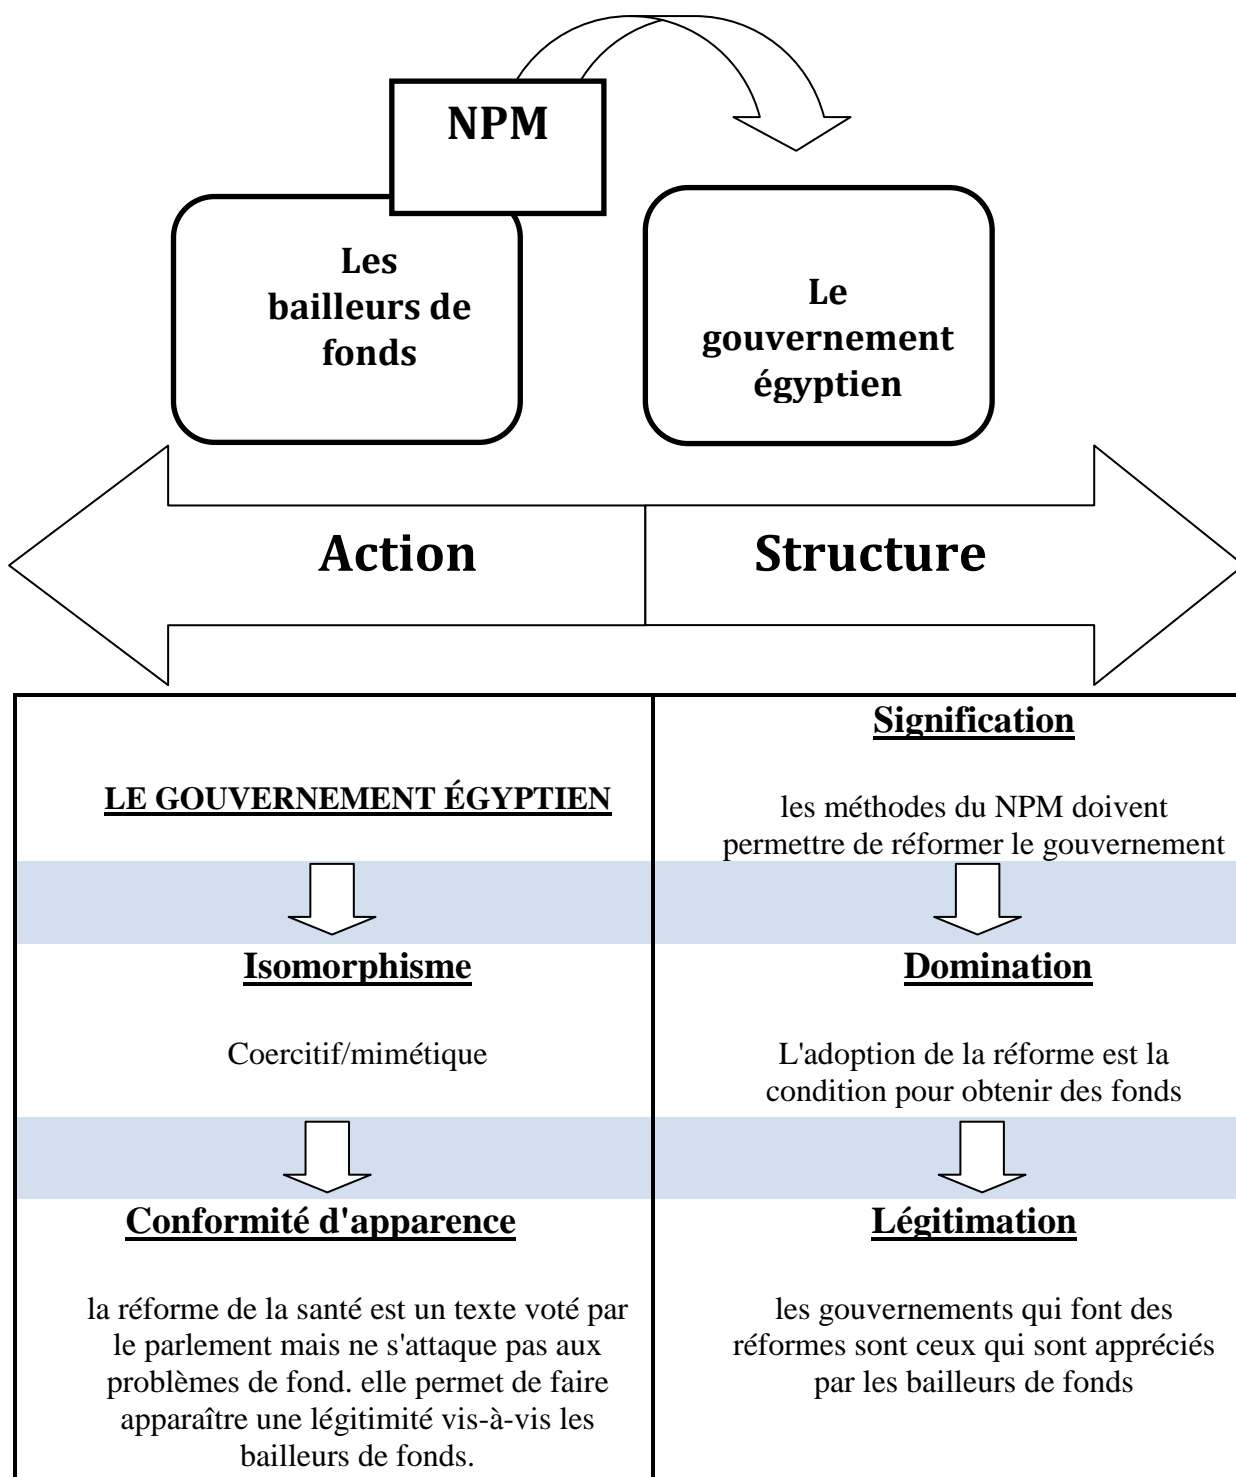 NPM
Les
bailleurs de
fonds
Le
gouvernement
égyptien
Action
Structure
LE GOUVERNEMENT ÉGYPTIEN
Isomorphisme
Coercitif/mimétique
Conformité d'apparence
la réforme de la santé est un texte voté par
le parlement mais ne s'attaque pas aux
problèmes de fond. elle permet de faire
apparaître une légitimité vis-à-vis les
bailleurs de fonds.
Signification
les méthodes du NPM doivent
permettre de réformer le gouvernement
Domination
L'adoption de la réforme est la
condition pour obtenir des fonds
Légitimation
les gouvernements qui font des
réformes sont ceux qui sont appréciés
par les bailleurs de fonds